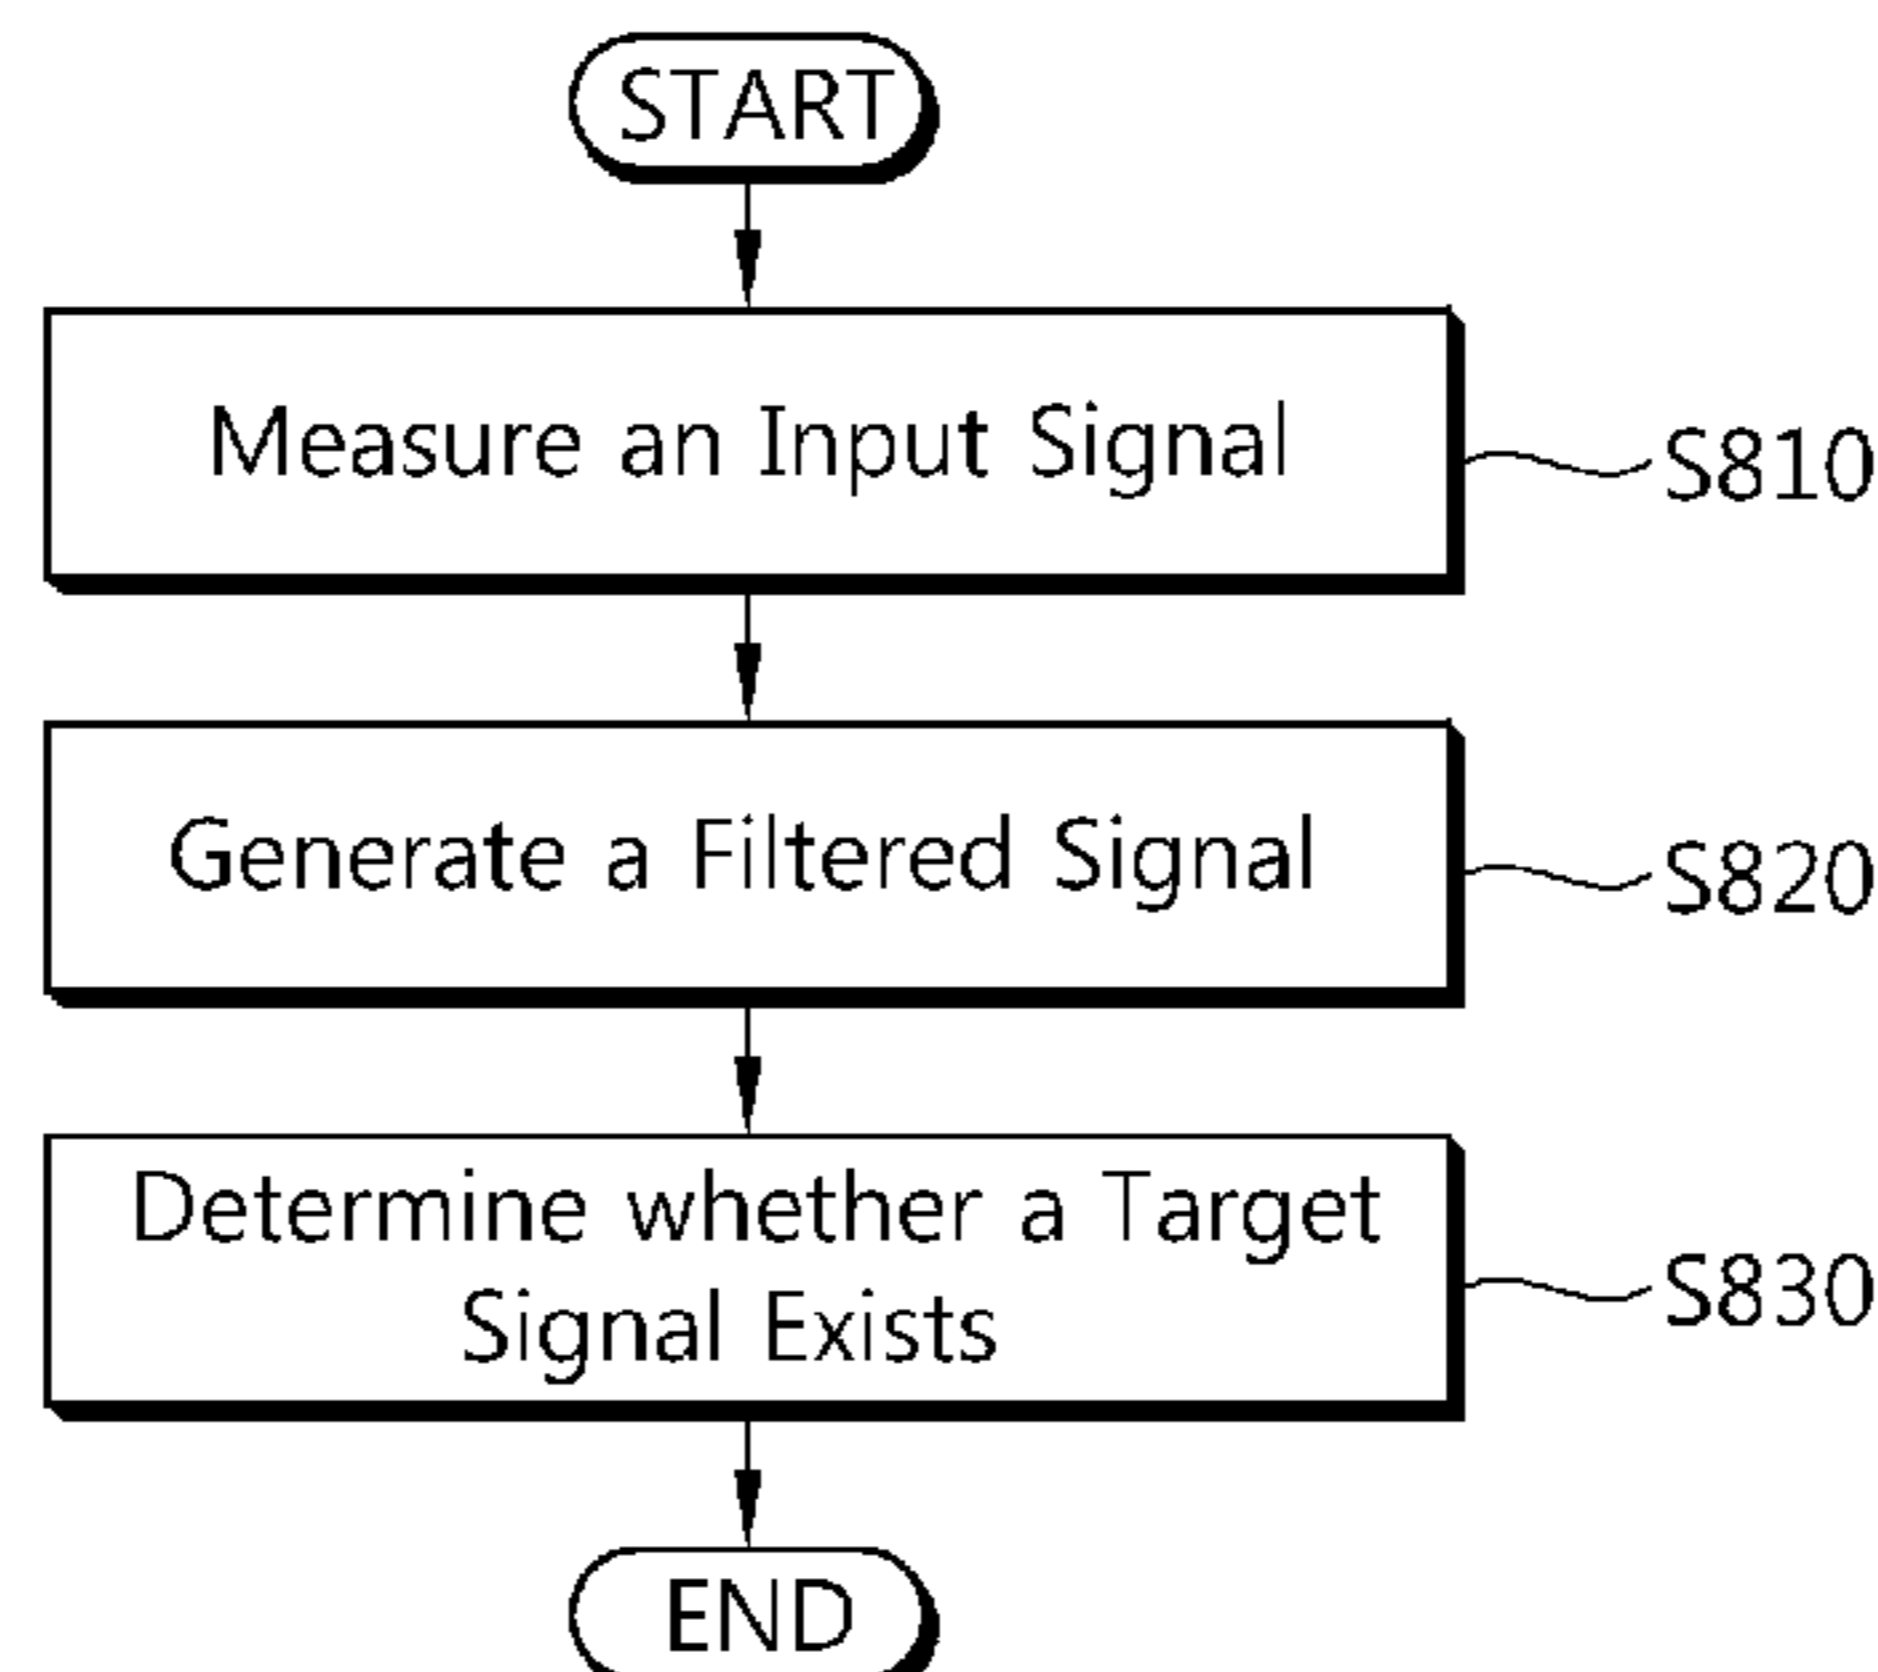 START
Measure an Input Signal
S810
Generate a Filtered Signal
S820
Determine whether a Target
Signal Exists
S830
END